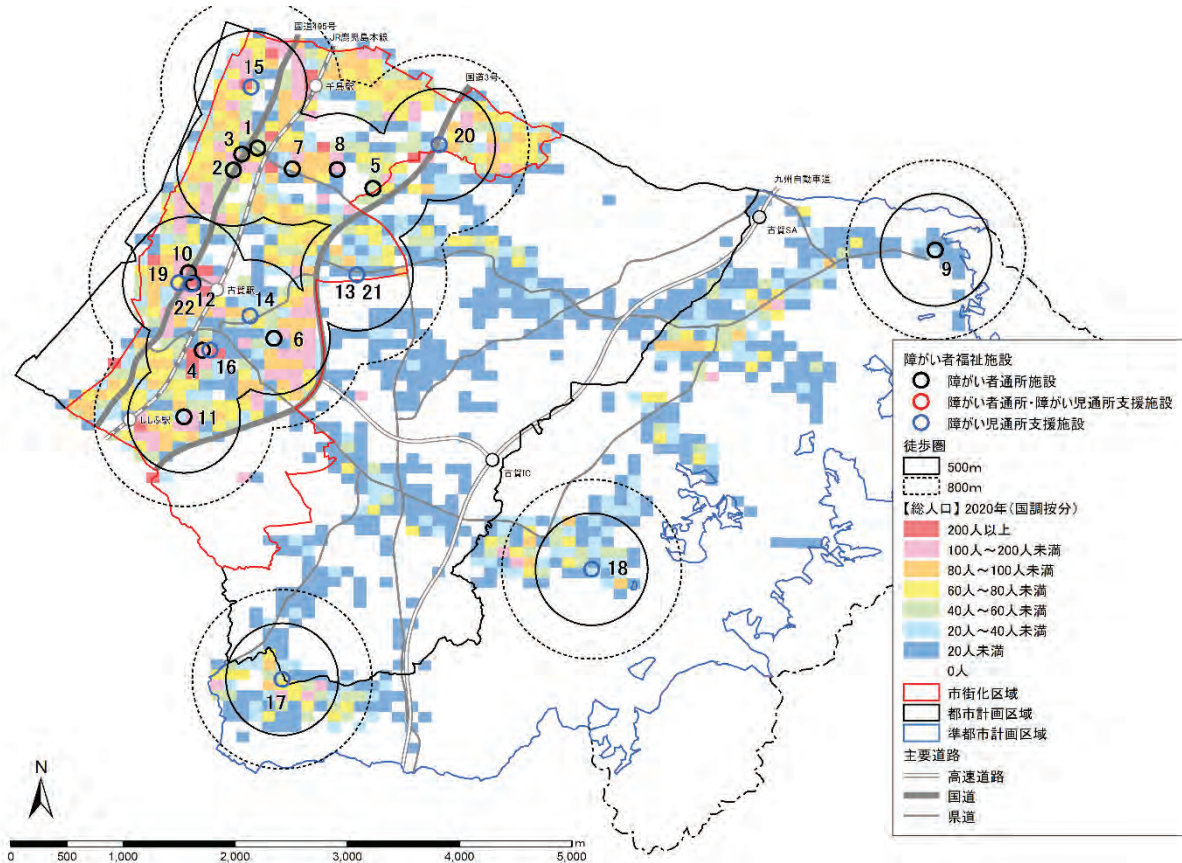 国道495号
JR鹿児島本線
千鳥駅
国道3号
15
20
1
3
2
7
8
5
九州自動車道
古賀SA
9
10
19
22
12
古賀駅
14
13
21
6
4
16
11
ししぶ駅
古賀IC
18
17
障がい者福祉施設
障がい者通所施設
障がい者通所・障がい児通所支援施設
障がい児通所支援施設
徒歩圏
500m
800m
【総人口】2020年(国調按分)
200人以上
100人～200人未満
80人～100人未満
60人～80人未満
40人～60人未満
20人～40人未満
20人未満
0人
市街化区域
都市計画区域
準都市計画区域
主要道路
高速道路
国道
県道
N
0 500 1,000 2,000 3,000 4,000 5,000 m